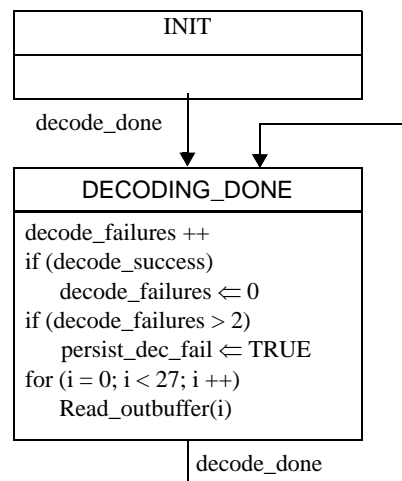 INIT
decode_done
DECODING_DONE
decode_failures ++
if (decode_success)
decode_failures ⇐ 0
if (decode_failures > 2)
persist_dec_fail ⇐ TRUE
for (i = 0; i < 27; i ++)
Read_outbuffer(i)
decode_done